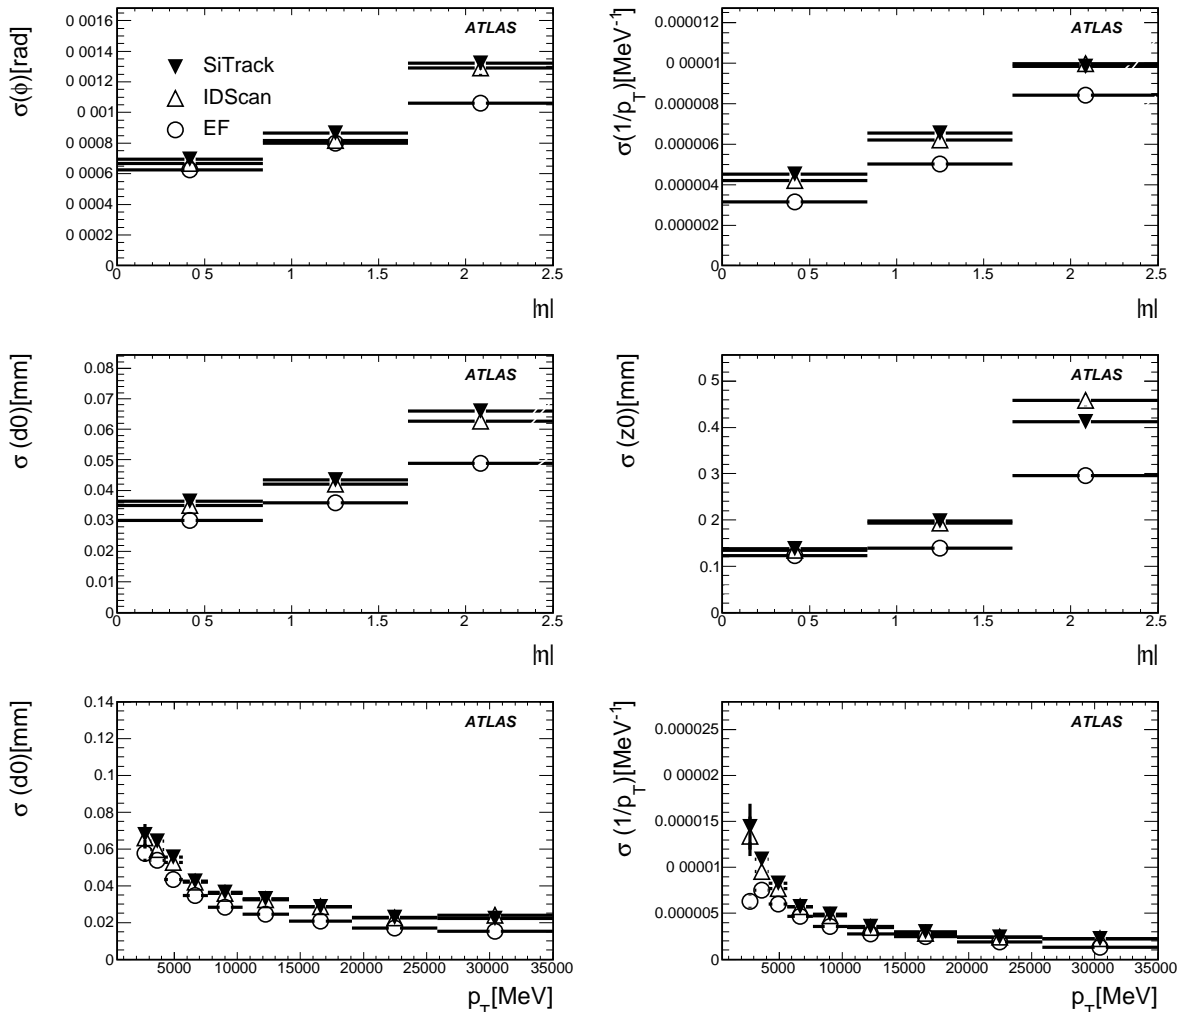 σ(ϕ)[rad]
0 0016
0 0014
0 0012
0 001
0 0008
0 0006
0 0004
0 0002
0
ATLAS
SiTrack
IDScan
EF
0 0 5 1 1.5 2 2.5
|η|
σ(1/p_T)[MeV⁻¹]
0 000012
0 00001
0 000008
0 000006
0 000004
0 000002
0
ATLAS
0 0 5 1 1.5 2 2.5
|η|
σ (d0)[mm]
0.08
0.07
0.06
0.05
0.04
0.03
0.02
0.01
0
ATLAS
0 0 5 1 1.5 2 2.5
|η|
σ (z0)[mm]
0 5
0.4
0 3
0.2
0.1
0
ATLAS
0 0 5 1 1.5 2 2.5
|η|
σ (d0)[mm]
0.14
0.12
0.1
0.08
0.06
0.04
0.02
0
ATLAS
5000 10000 15000 20000 25000 30000 35000
p_T[MeV]
σ (1/p_T)[MeV⁻¹]
0 000025
0 00002
0 000015
0 00001
0 000005
0
ATLAS
5000 10000 15000 20000 25000 30000 35000
p_T[MeV]